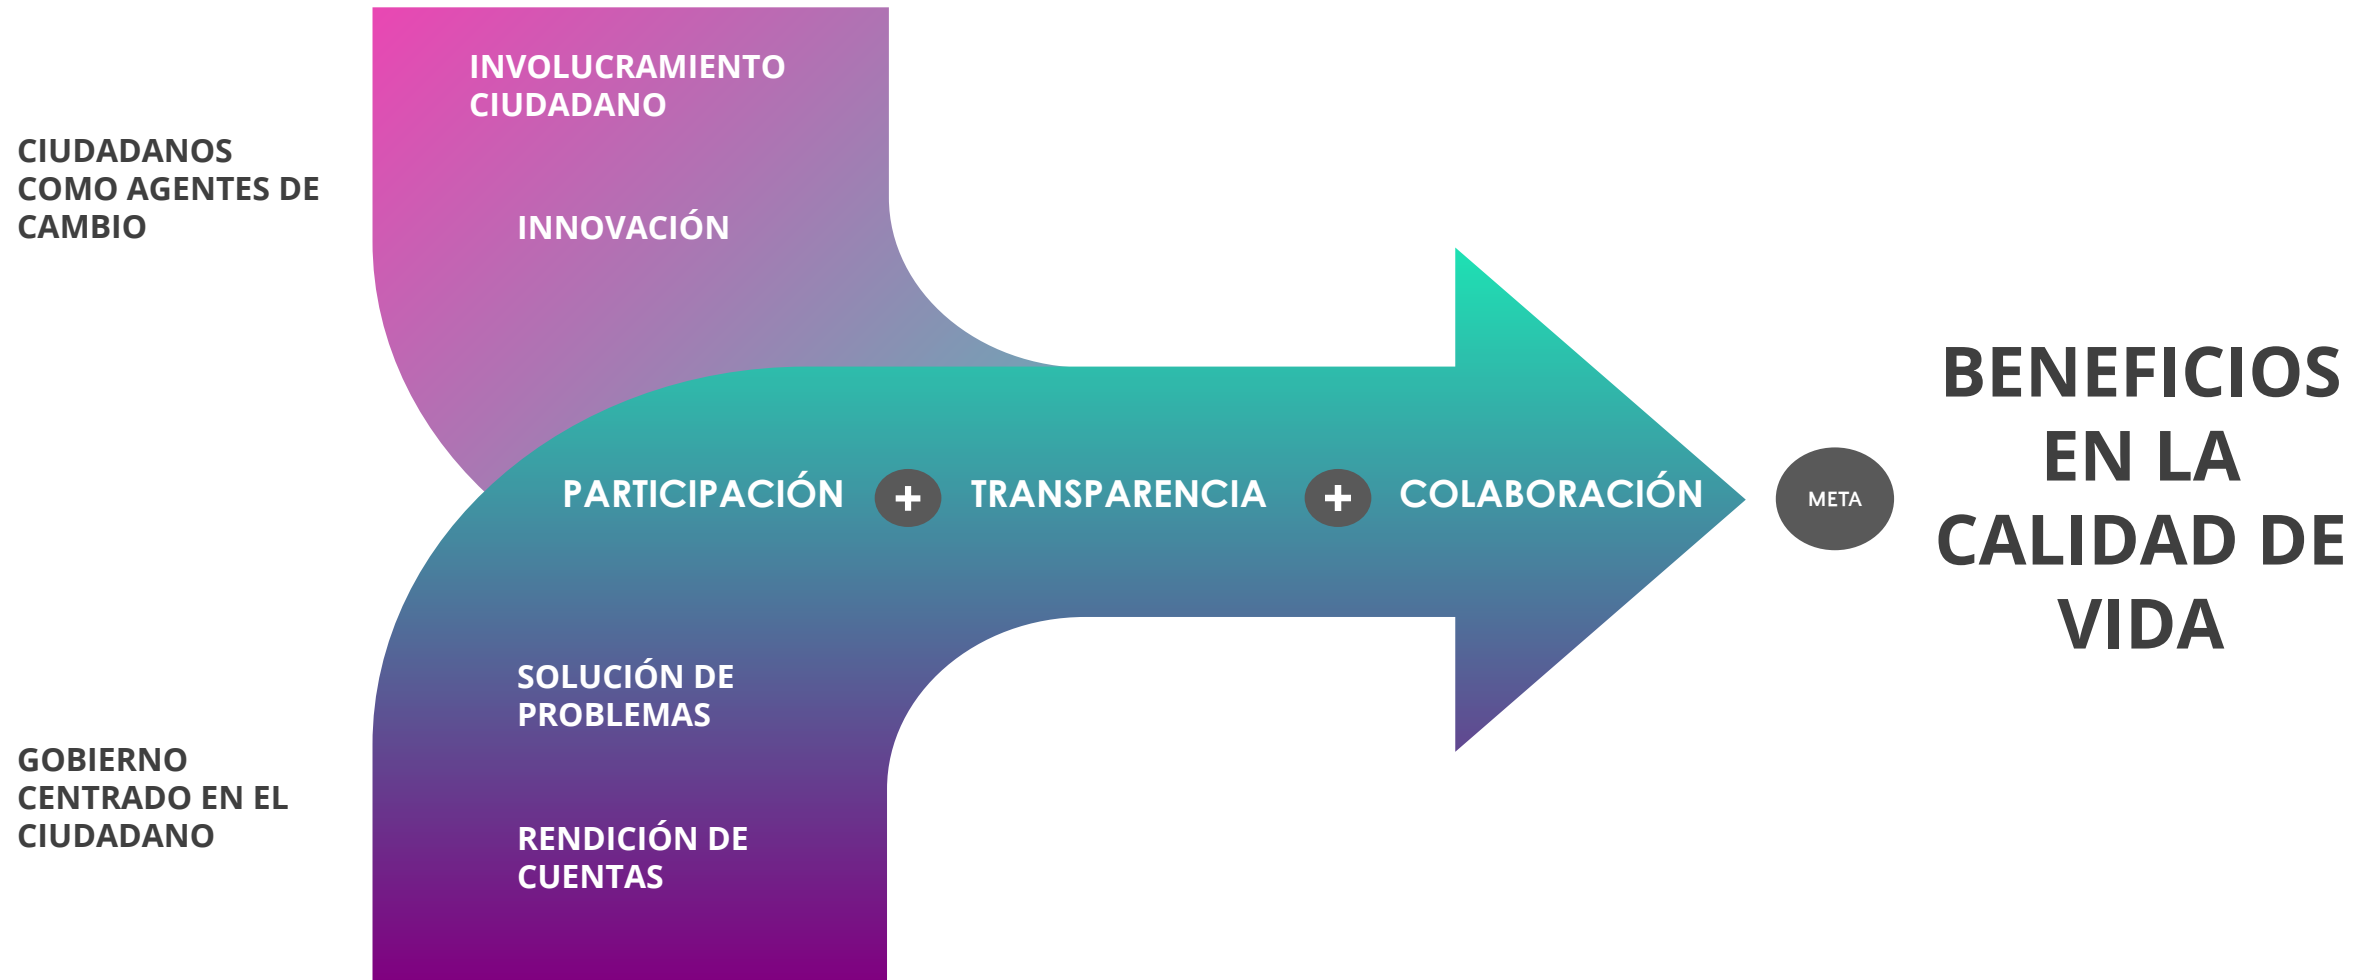 CIUDADANOS
COMO AGENTES DE
CAMBIO
INVOLUCRAMIENTO
CIUDADANO
INNOVACIÓN
PARTICIPACIÓN + TRANSPARENCIA + COLABORACIÓN
META
BENEFICIOS
EN LA
CALIDAD DE
VIDA
GOBIERNO
CENTRADO EN EL
CIUDADANO
SOLUCIÓN DE
PROBLEMAS
RENDICIÓN DE
CUENTAS